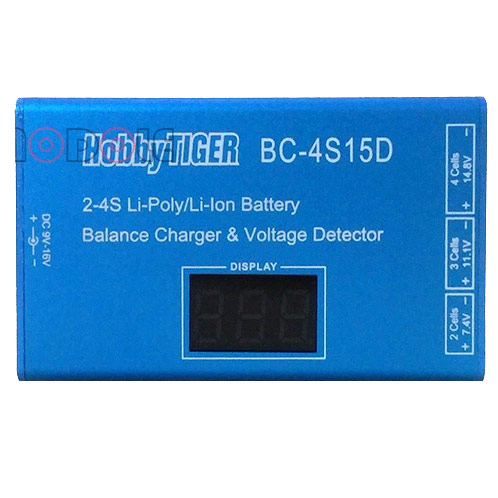 HobbyTIGER BC-4S15D
2-4S Li-Poly/Li-Ion Battery
Balance Charger & Voltage Detector
DISPLAY
DC 9V-16V
+ −
4 Cells
+ 14.8V −
3 Cells
+ 11.1V −
2 Cells
+ 7.4V −